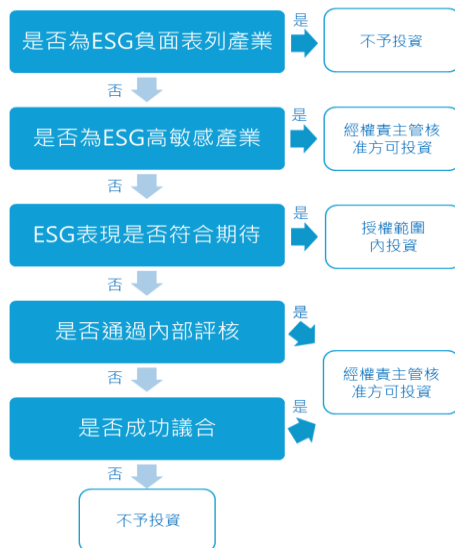 是否為ESG負面表列產業
是
不予投資
否
是否為ESG高敏感產業
是
經權責主管核
准方可投資
否
ESG表現是否符合期待
是
授權範圍
內投資
否
是否通過內部評核
是
否
經權責主管核
准方可投資
是否成功議合
是
否
不予投資